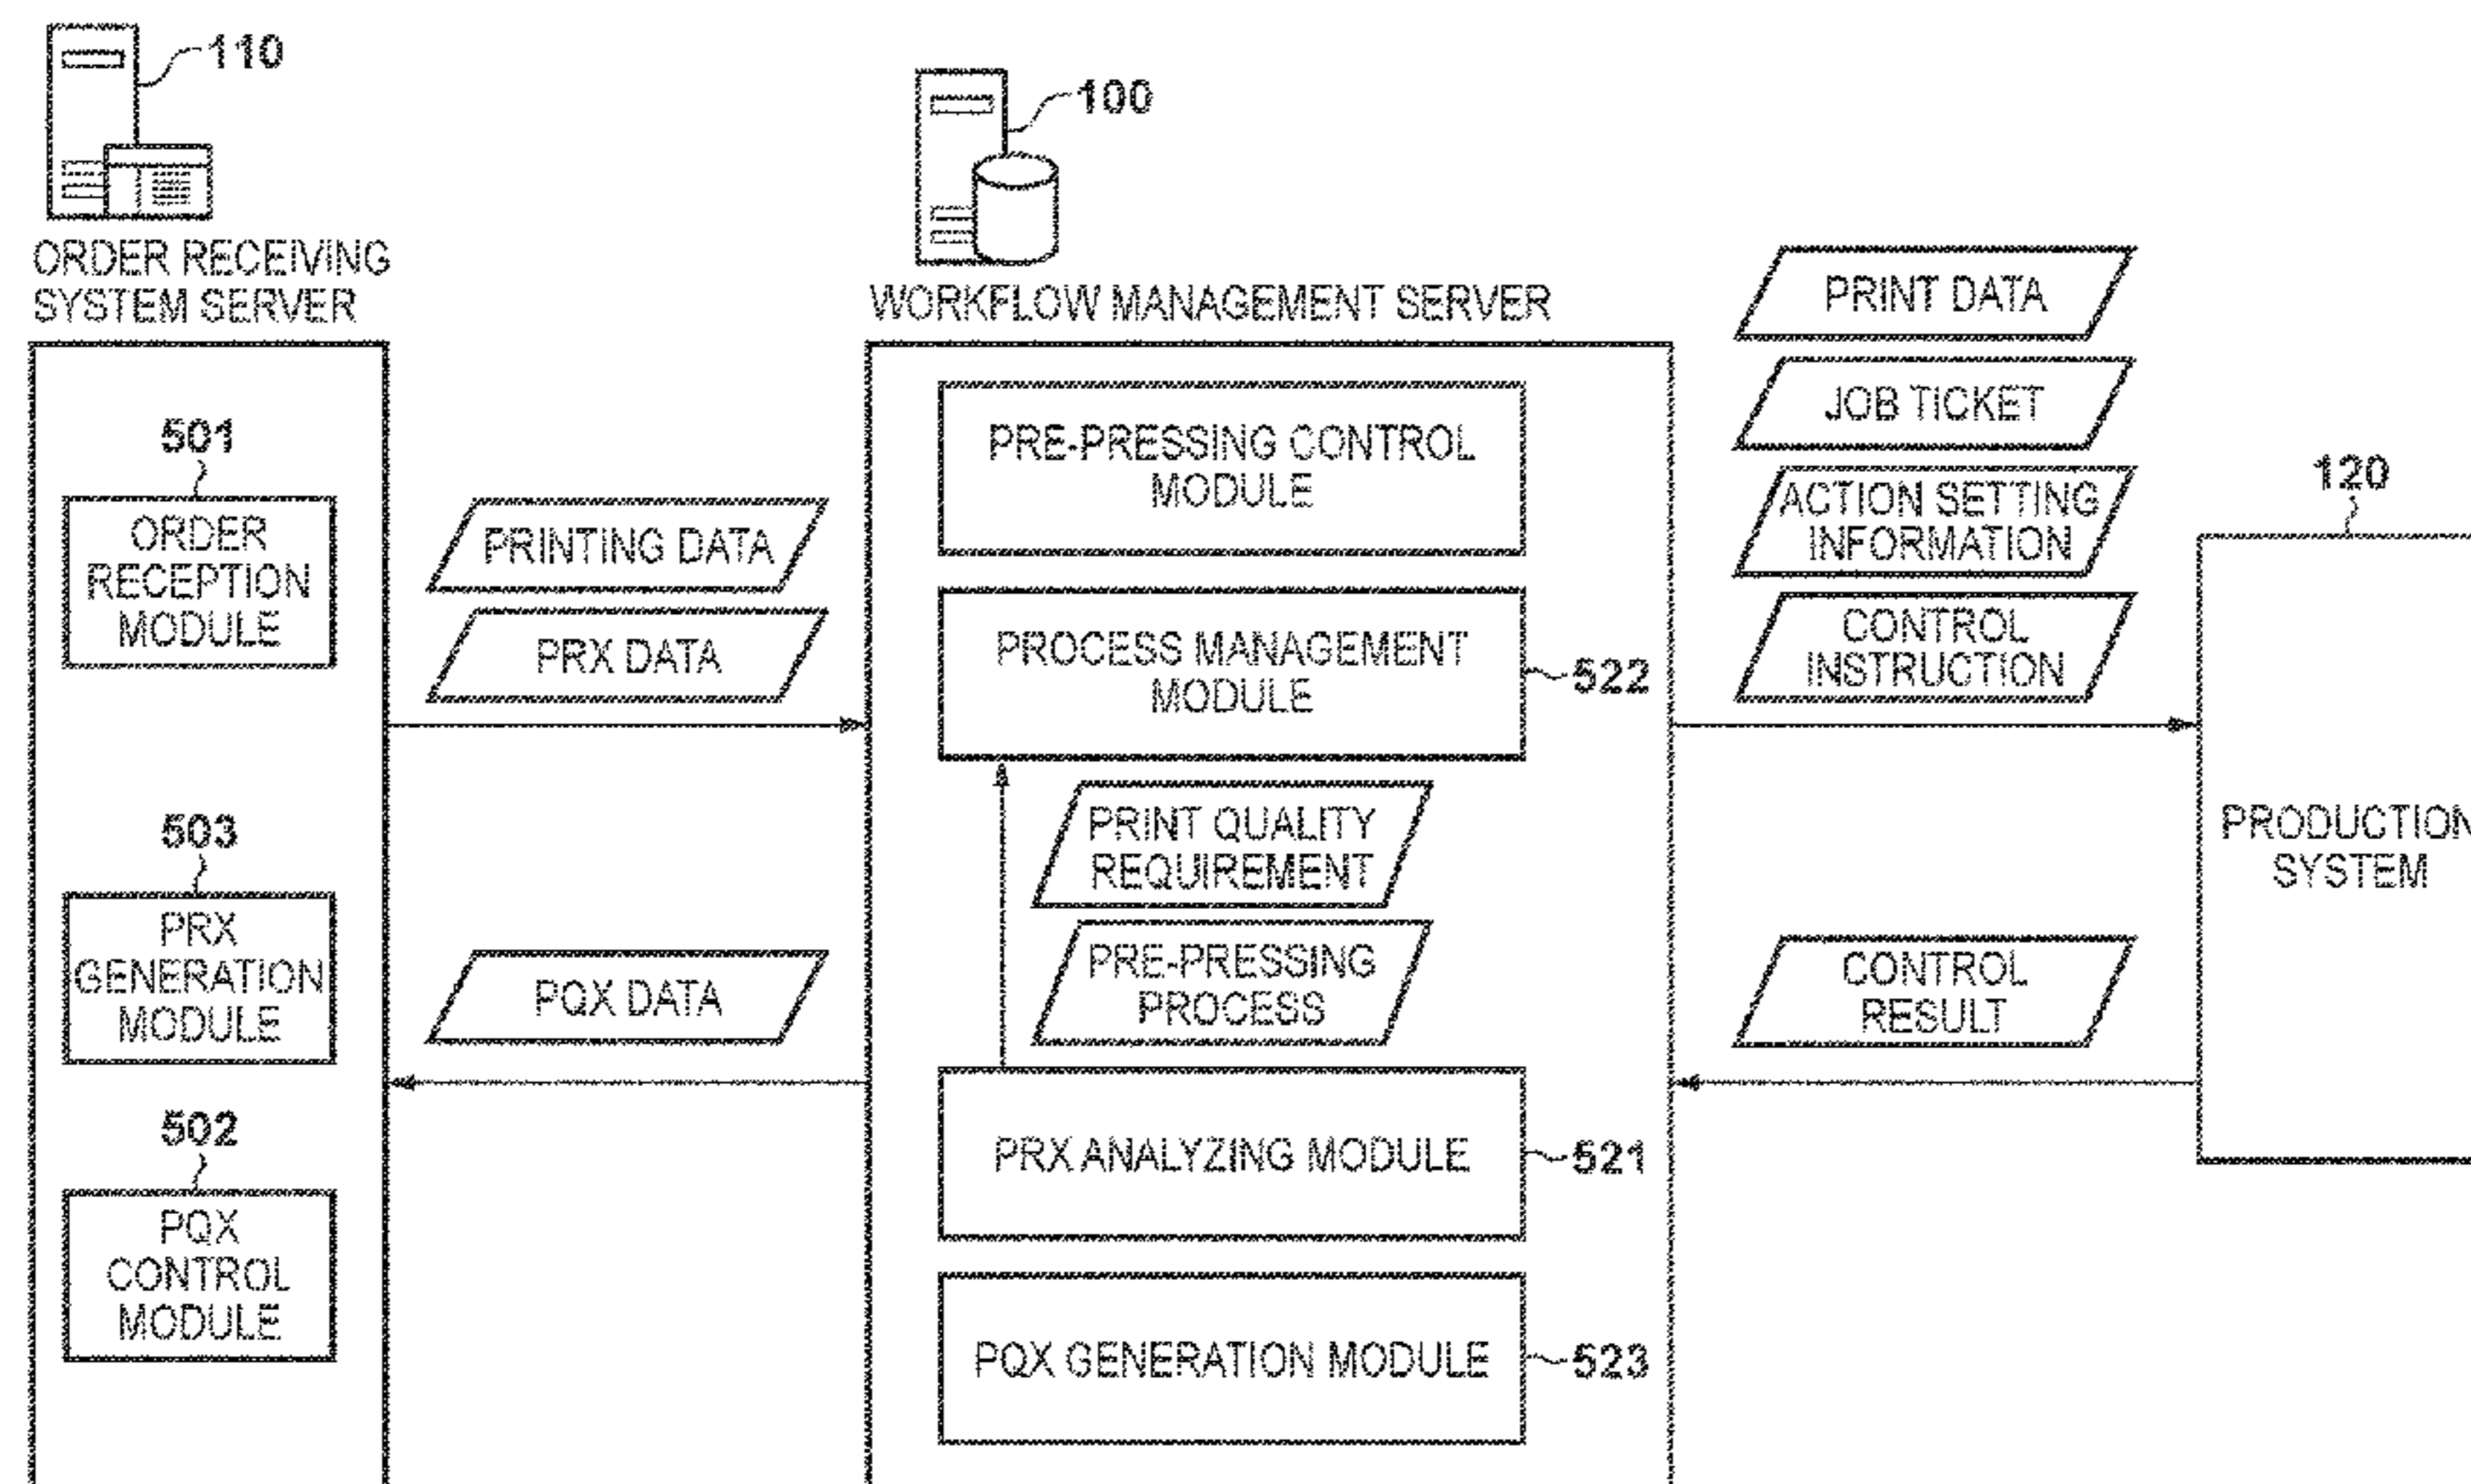 110
100
ORDER RECEIVING
SYSTEM SERVER
WORKFLOW MANAGEMENT SERVER
501
ORDER
RECEPTION
MODULE
503
PRX
GENERATION
MODULE
502
PQX
CONTROL
MODULE
PRINTING DATA
PRX DATA
PQX DATA
PRE-PRESSING CONTROL
MODULE
PROCESS MANAGEMENT
MODULE
522
PRINT QUALITY
REQUIREMENT
PRE-PRESSING
PROCESS
PRX ANALYZING MODULE
521
PQX GENERATION MODULE
523
PRINT DATA
JOB TICKET
ACTION SETTING
INFORMATION
CONTROL
INSTRUCTION
CONTROL
RESULT
120
PRODUCTION
SYSTEM